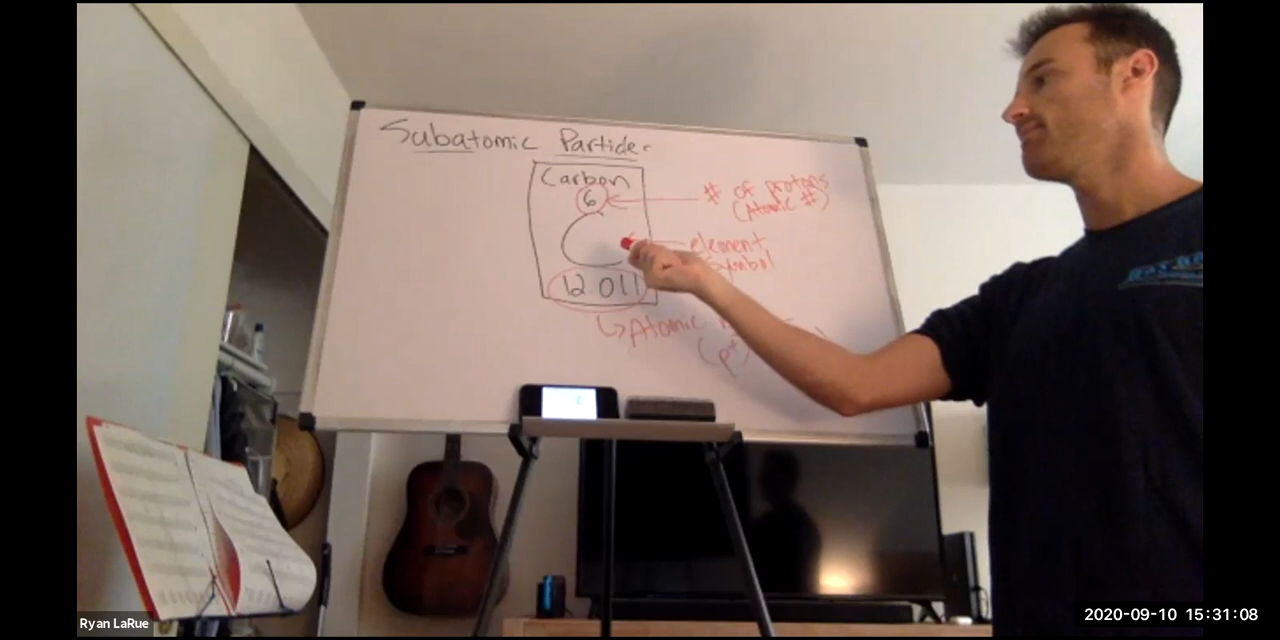 Subatomic Particle
Carbon
6
# of protons
(Atomic #)
C
element
symbol
12.011
Atomic
(p+)
Ryan LaRue
2020-09-10 15:31:08